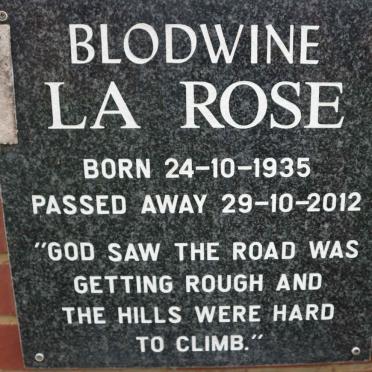 BLODWINE
LA ROSE
BORN 24-10-1935
PASSED AWAY 29-10-2012
"GOD SAW THE ROAD WAS
GETTING ROUGH AND
THE HILLS WERE HARD
TO CLIMB."